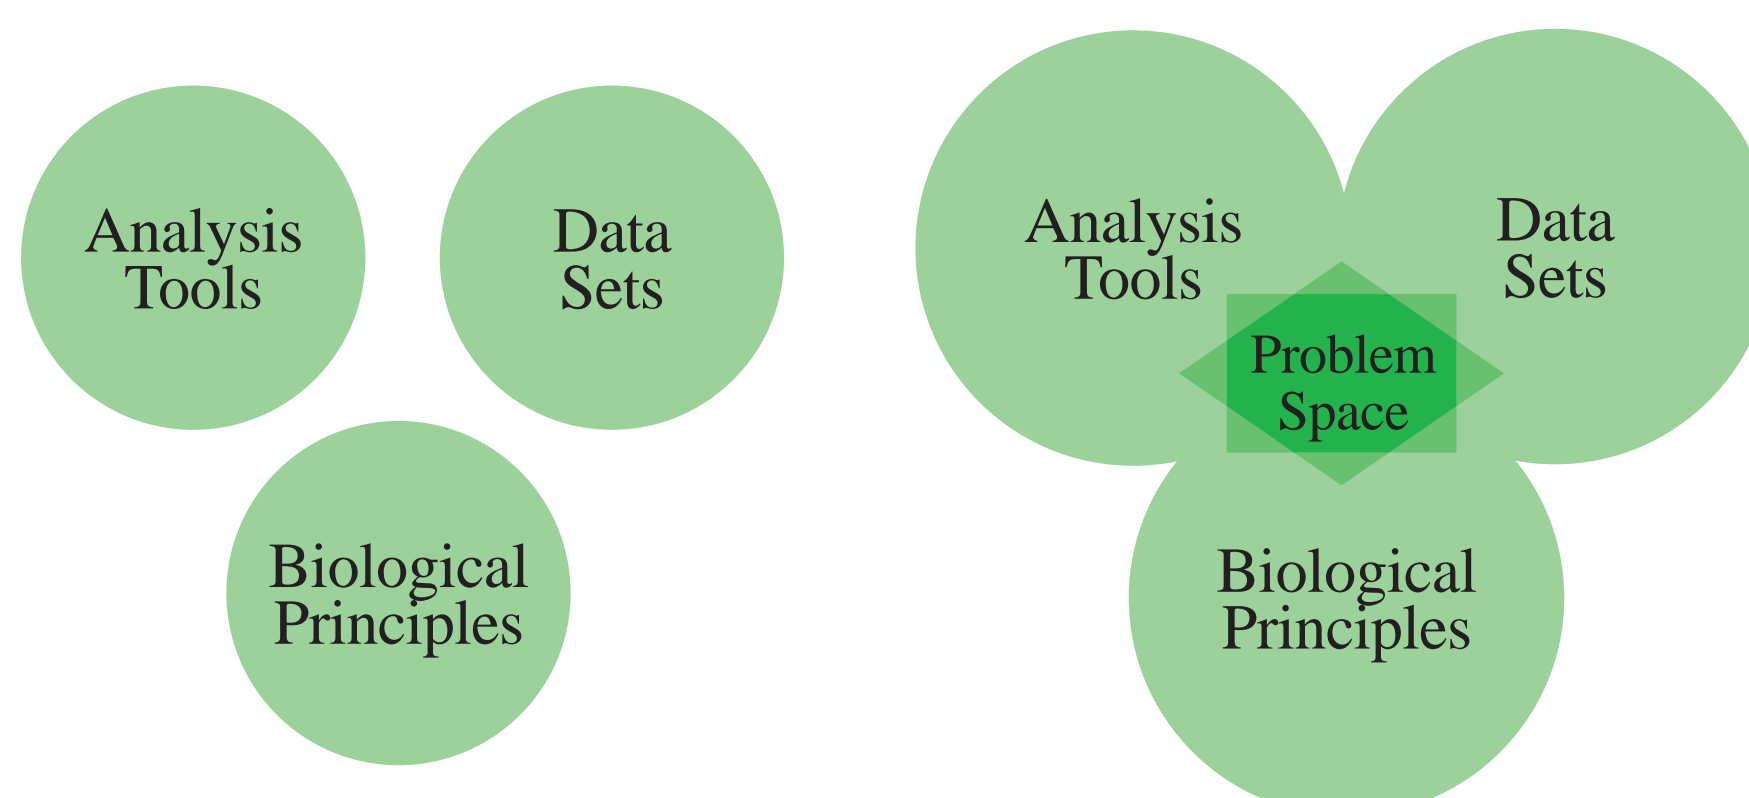 Analysis
Tools
Data
Sets
Biological
Principles
Analysis
Tools
Data
Sets
Problem
Space
Biological
Principles